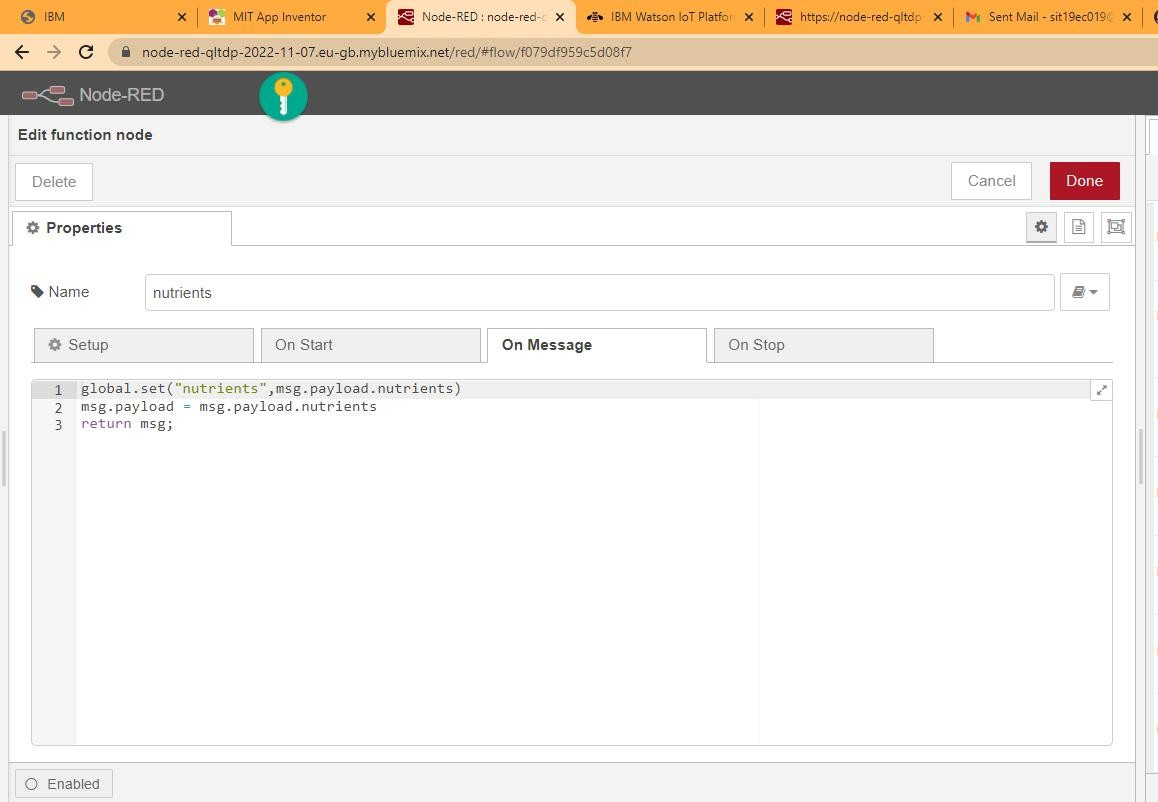 IBM
MIT App Inventor
Node-RED : node-red-
IBM Watson IoT Platfor
https://node-red-qltdp
Sent Mail - sit19ec019
node-red-qltdp-2022-11-07.eu-gb.mybluemix.net/red/#flow/f079df959c5d08f7
Node-RED
Edit function node
Delete
Cancel
Done
Properties
Name
nutrients
Setup
On Start
On Message
On Stop
1 global.set("nutrients",msg.payload.nutrients)
2 msg.payload = msg.payload.nutrients
3 return msg;
Enabled